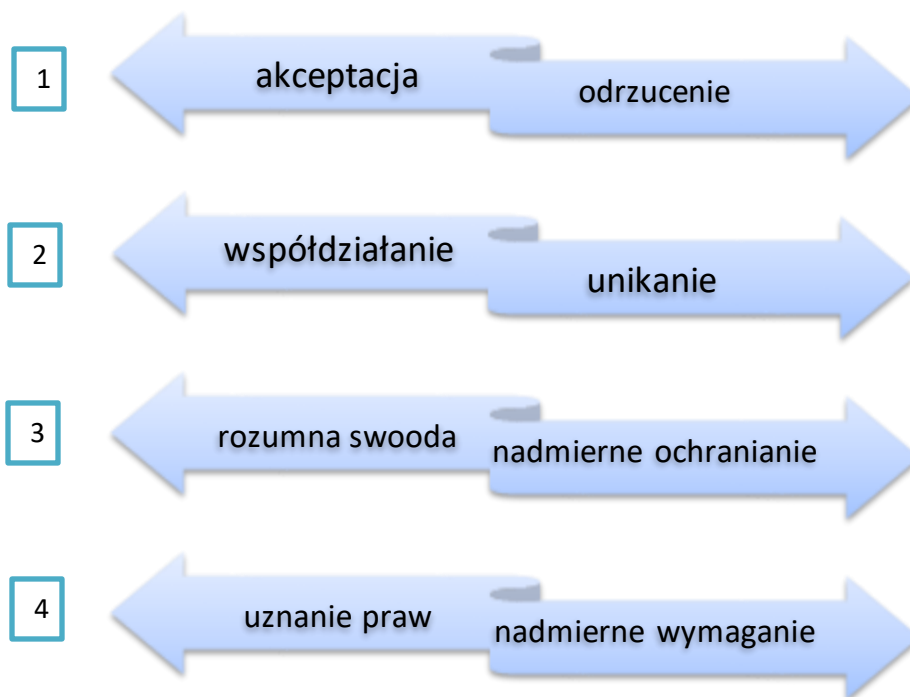 1
akceptacja
odrzucenie
2
współdziałanie
unikanie
3
rozumna swooda
nadmierne ochranianie
4
uznanie praw
nadmierne wymaganie